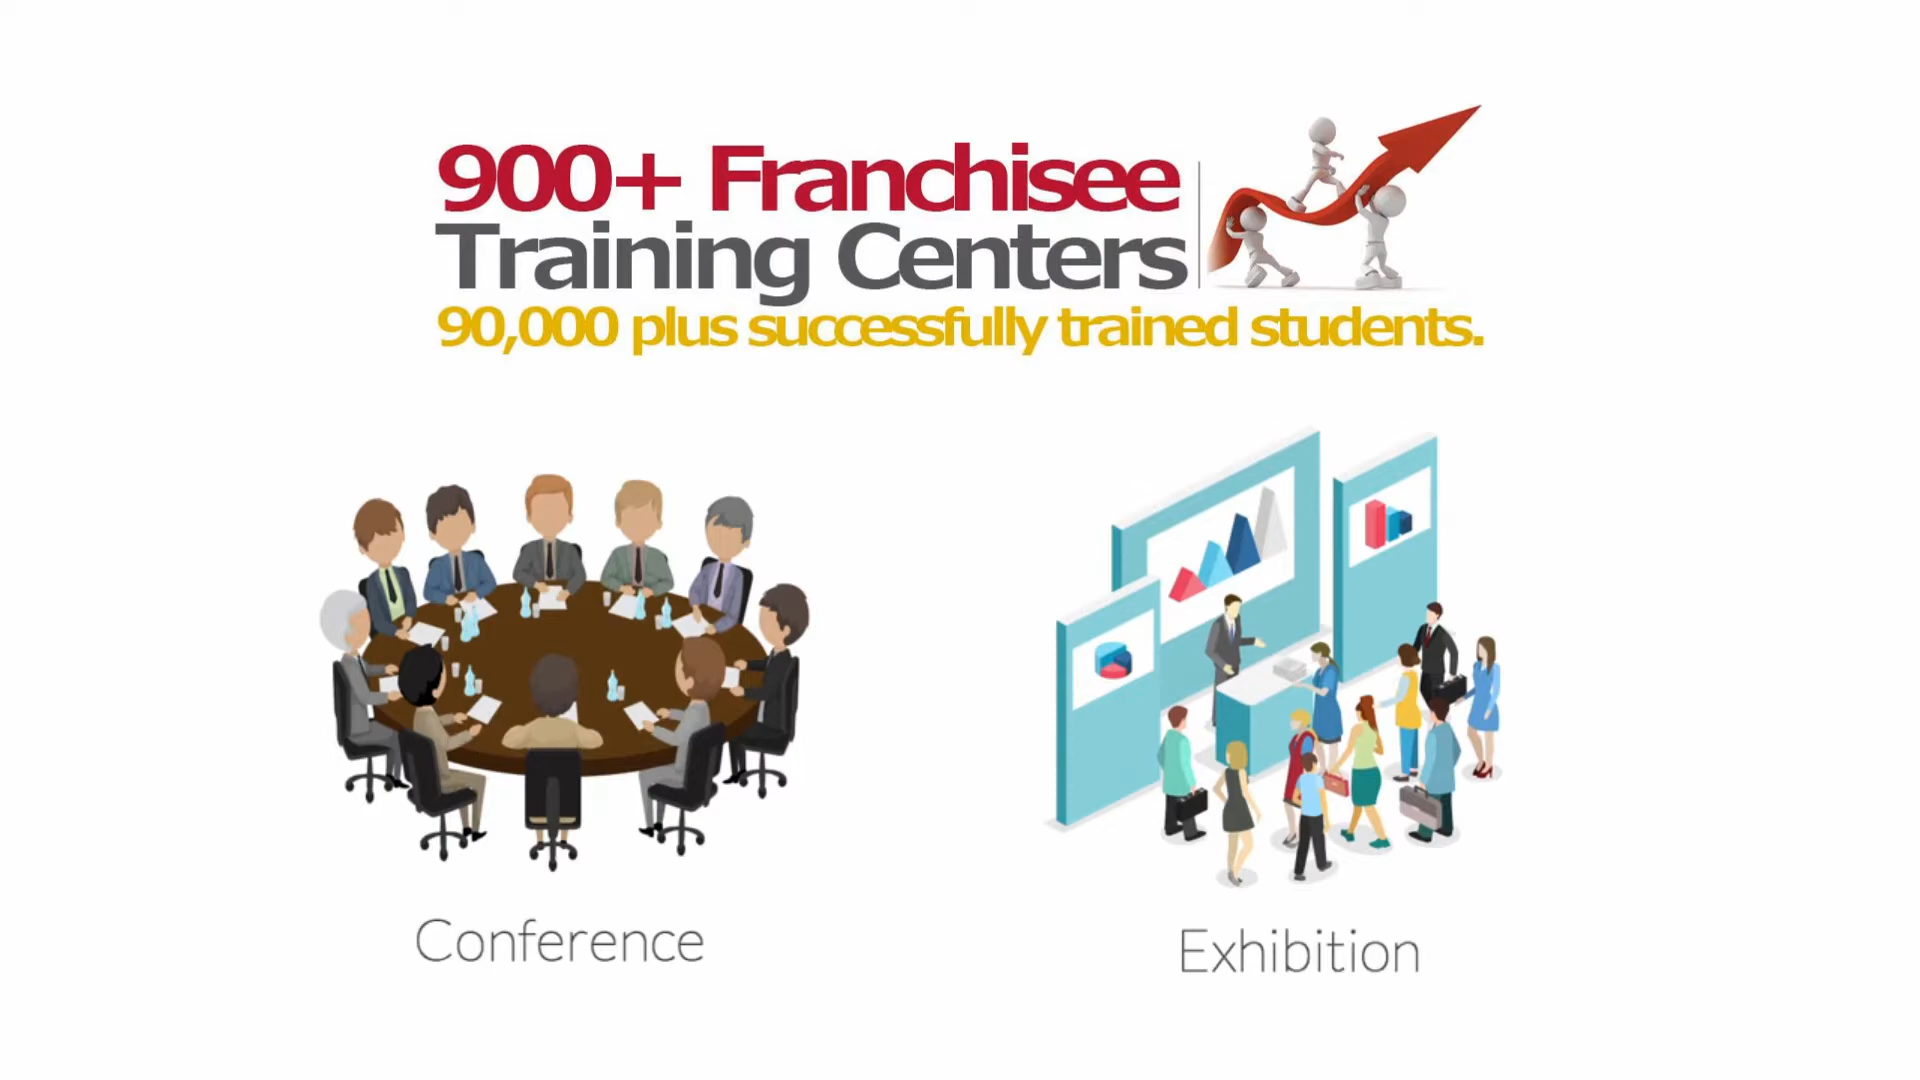 900+ Franchisee
Training Centers
90,000 plus successfully trained students.
Conference
Exhibition